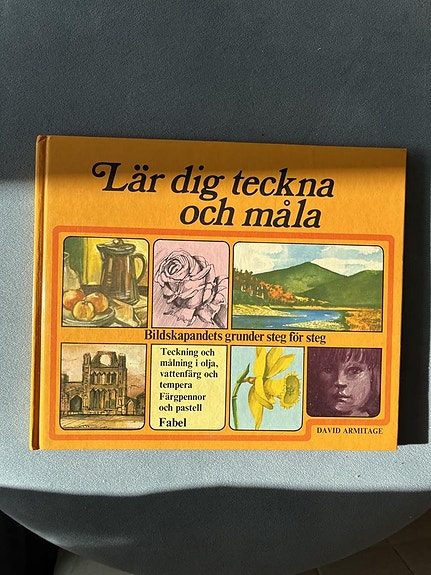 Lär dig teckna
och måla
Bildskapandets grunder steg för steg
Teckning och
målning i olja,
vattenfärg och
tempera
Färgpennor
och pastell
Fabel
DAVID ARMITAGE